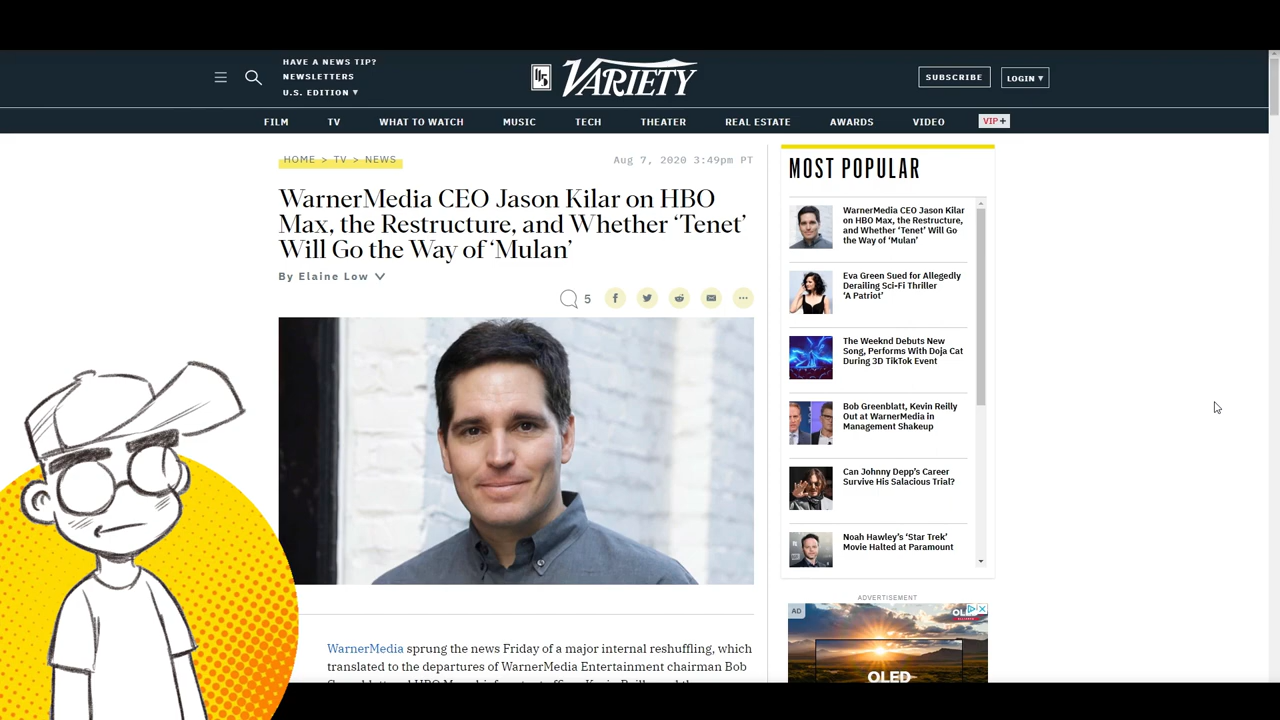 HAVE A NEWS TIP?
NEWSLETTERS
U.S. EDITION ▾
VARIETY
SUBSCRIBE
LOGIN ▾
FILM
TV
WHAT TO WATCH
MUSIC
TECH
THEATER
REAL ESTATE
AWARDS
VIDEO
VIP+
HOME > TV > NEWS
Aug 7, 2020 3:49pm PT
WarnerMedia CEO Jason Kilar on HBO
Max, the Restructure, and Whether ‘Tenet’
Will Go the Way of ‘Mulan’
By Elaine Low
5
WarnerMedia sprung the news Friday of a major internal reshuffling, which
translated to the departures of WarnerMedia Entertainment chairman Bob
MOST POPULAR
WarnerMedia CEO Jason Kilar
on HBO Max, the Restructure,
and Whether ‘Tenet’ Will Go
the Way of ‘Mulan’
Eva Green Sued for Allegedly
Derailing Sci-Fi Thriller
‘A Patriot’
The Weeknd Debuts New
Song, Performs With Doja Cat
During 3D TikTok Event
Bob Greenblatt, Kevin Reilly
Out at WarnerMedia in
Management Shakeup
Can Johnny Depp’s Career
Survive His Salacious Trial?
Noah Hawley’s ‘Star Trek’
Movie Halted at Paramount
ADVERTISEMENT
AD
OLED